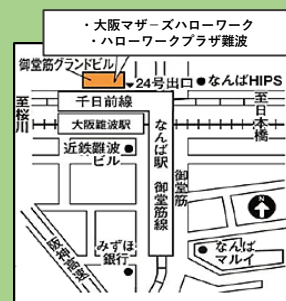 ・大阪マザーズハローワーク
・ハローワークプラザ難波
御堂筋グランドビル
24号出口
なんばHIPS
至桜川
千日前線
至日本橋
大阪難波駅
近鉄難波
ビル
なんば駅 御堂筋線
御堂筋
N
阪神高速
みずほ
銀行
なんば
マルイ